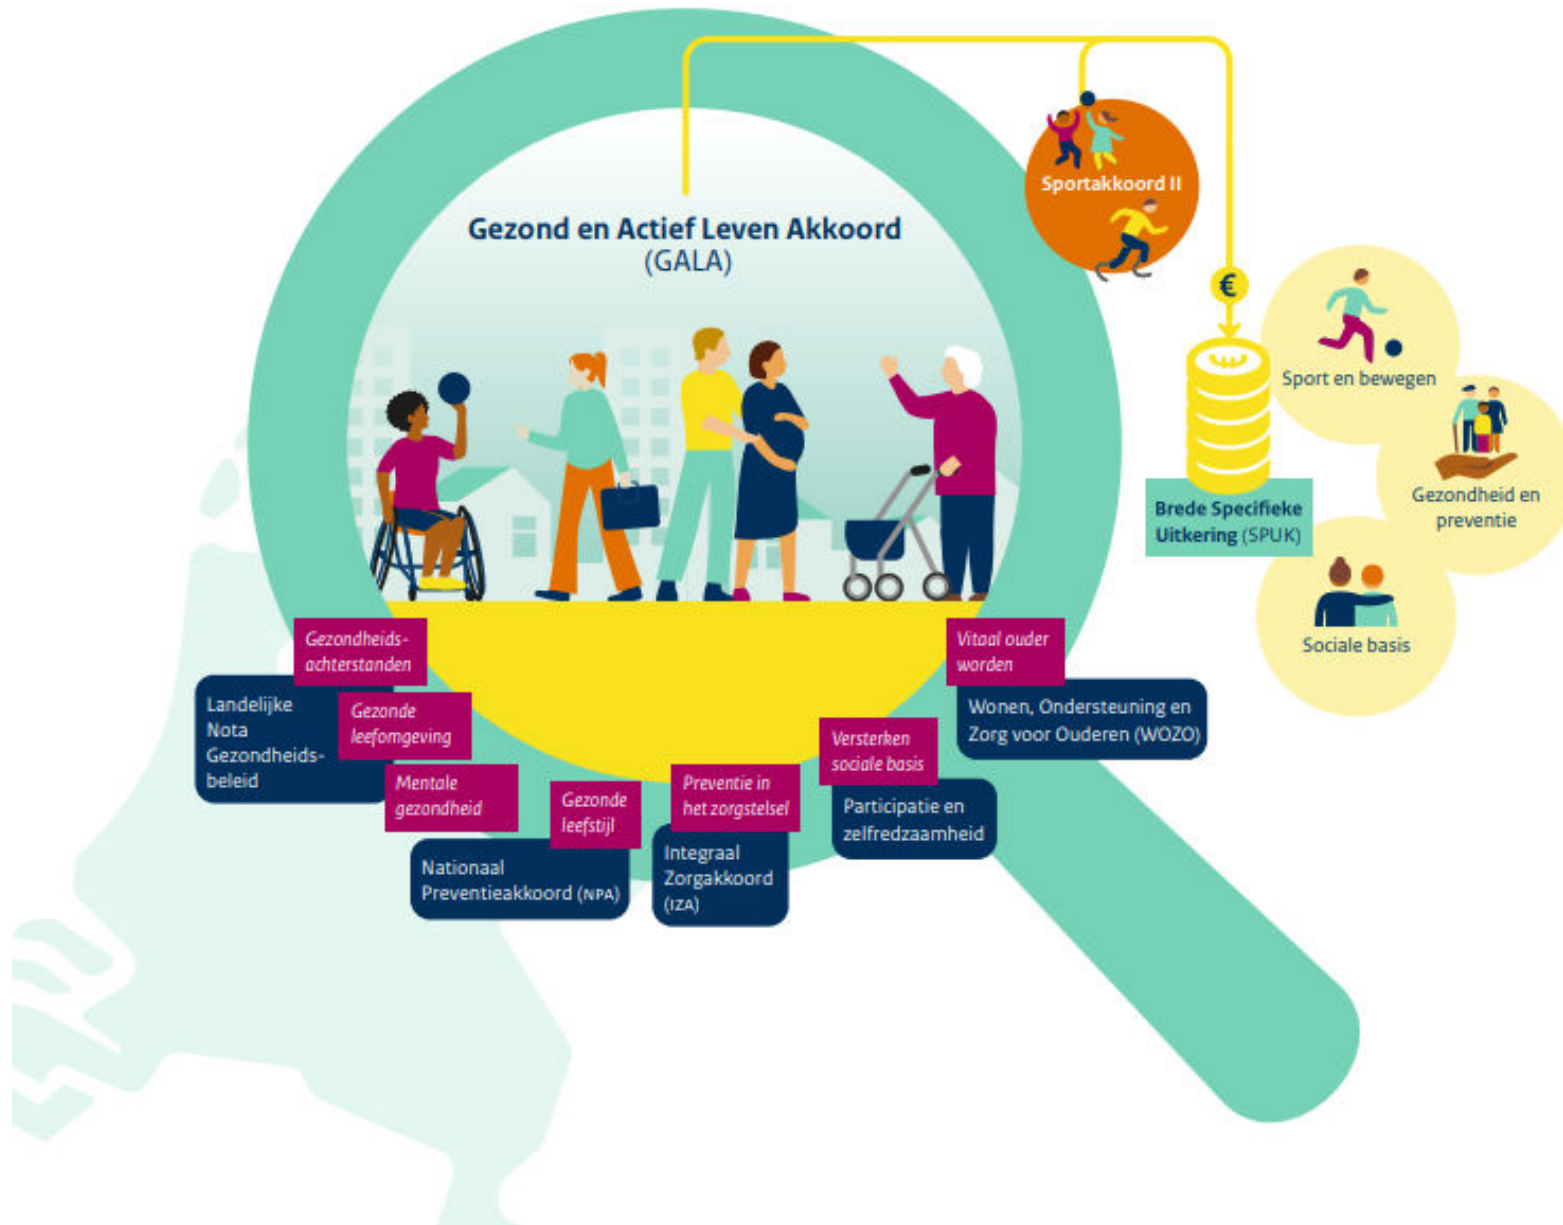 Gezond en Actief Leven Akkoord
(GALA)
Sportakkoord II
€
Sport en bewegen
Gezondheid en
preventie
Brede Specifieke
Uitkering (SPUK)
Sociale basis
Gezondheids-
achterstanden
Landelijke
Nota
Gezondheids-
beleid
Gezonde
leefomgeving
Mentale
gezondheid
Gezonde
leefstijl
Nationaal
Preventieakkoord (NPA)
Preventie in
het zorgstelsel
Integraal
Zorgakkoord
(IZA)
Versterken
sociale basis
Participatie en
zelfredzaamheid
Vitaal ouder
worden
Wonen, Ondersteuning en
Zorg voor Ouderen (WOZO)